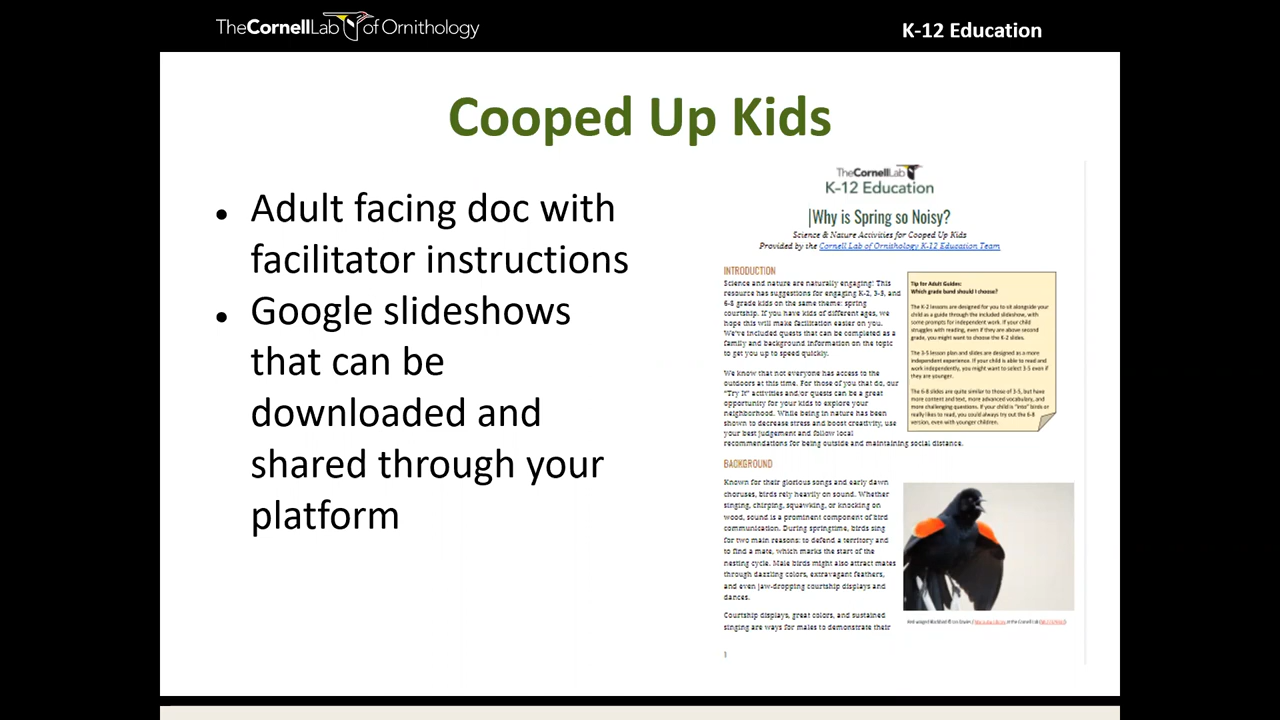 TheCornellLab of Ornithology
K-12 Education
Cooped Up Kids
Adult facing doc with
facilitator instructions
Google slideshows
that can be
downloaded and
shared through your
platform
TheCornellLab
K-12 Education
Why is Spring so Noisy?
Science & Nature Activities for Cooped Up Kids
Provided by the Cornell Lab of Ornithology K-12 Education Team
INTRODUCTION
Science and nature are naturally engaging! This
resource has suggestions for engaging K-2, 3-5, and
6-8 grade kids on the same theme: spring
courtship. If you have kids of different ages, we
hope this will make facilitation easier on you.
We've included quests that can be completed as a
family and background information on the topic
to get you up to speed quickly.
We know that not everyone has access to the
outdoors at this time. For those of you that do, our
"Try It" activities and/or quests can be a great
opportunity for your kids to explore your
neighborhood. While being in nature has been
shown to decrease stress and boost creativity, use
your best judgement and follow local
recommendations for being outside and maintaining social distance.
Tip for Adult Guides:
Which grade band should I choose?
The K-2 lessons are designed for you to sit alongside your
child as a guide through the included slideshow, with
some prompts for independent work. If your child
struggles with reading, even if they are above second
grade, you might want to choose the K-2 slides.
The 3-5 lesson plan and slides are designed as a more
independent experience. If your child is able to read and
work independently, you might want to select 3-5 even if
they are younger.
The 6-8 slides are quite similar to those of 3-5, but have
more content and text, more advanced vocabulary, and
more challenging questions. If your child is "into" birds or
really likes to read, you could always try out the 6-8
version, even with younger children.
BACKGROUND
Known for their glorious songs and early dawn
choruses, birds rely heavily on sound. Whether
singing, chirping, squawking, or knocking on
wood, sound is a prominent component of bird
communication. During springtime, birds sing
for two main reasons: to defend a territory and
to find a mate, which marks the start of the
nesting cycle. Male birds might also attract mates
through dazzling colors, extravagant feathers,
and even jaw-dropping courtship displays and
dances.
Courtship displays, great colors, and sustained
singing are ways for males to demonstrate their
1